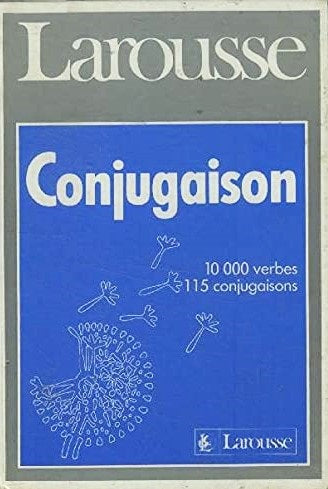 Larousse
Conjugaison
10 000 verbes
115 conjugaisons
Larousse